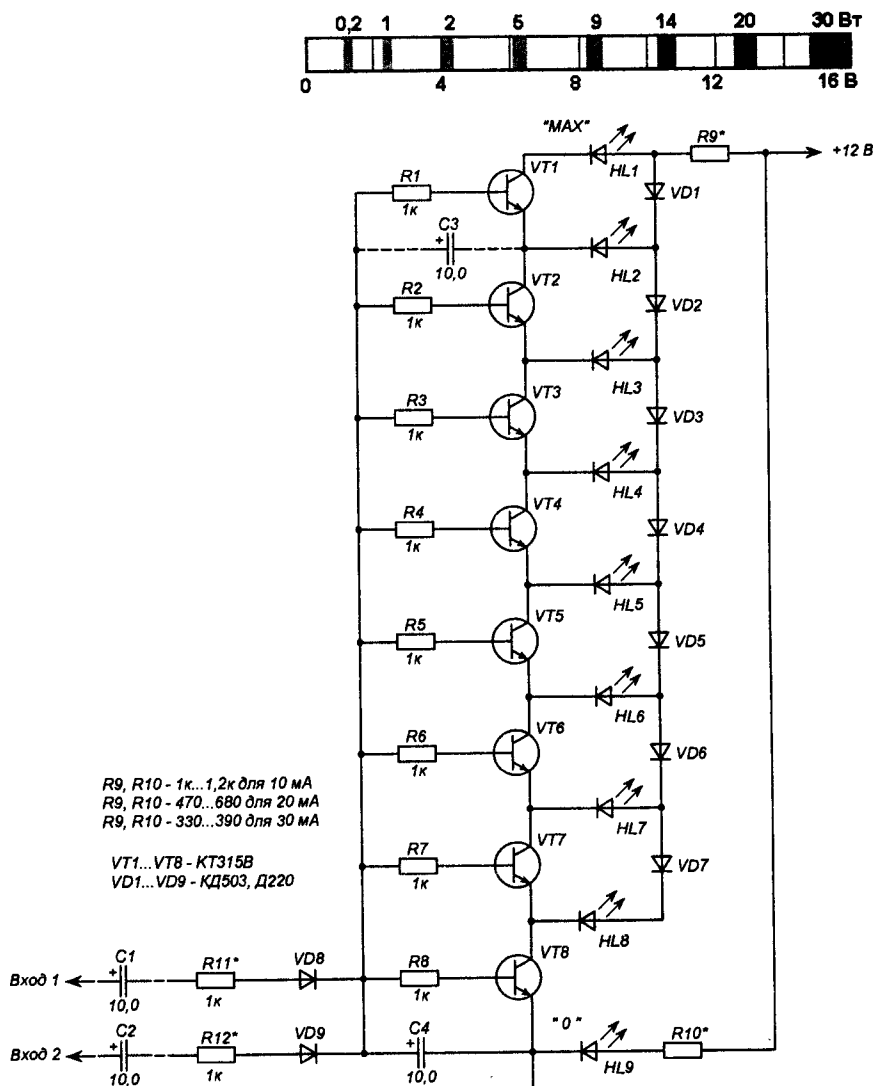 0,2 1 2 5 9 14 20 30 Вт
0 4 8 12 16 В
"MAX"
R9*
+12 В
VT1
HL1
R1
VD1
1к
C3
+
10,0
HL2
VT2
R2
VD2
1к
HL3
VT3
R3
VD3
1к
HL4
VT4
R4
VD4
1к
HL5
VT5
R5
VD5
1к
HL6
VT6
R6
VD6
1к
R9, R10 - 1к...1,2к для 10 мА
R9, R10 - 470...680 для 20 мА
R9, R10 - 330...390 для 30 мА
HL7
VT7
R7
VD7
1к
VT1...VT8 - КТ315В
VD1...VD9 - КД503, Д220
HL8
VT8
C1
R11*
VD8
R8
Вход 1
+
10,0
1к
1к
C2
R12*
VD9
C4
"0"
R10*
Вход 2
+
+
10,0
1к
10,0
HL9